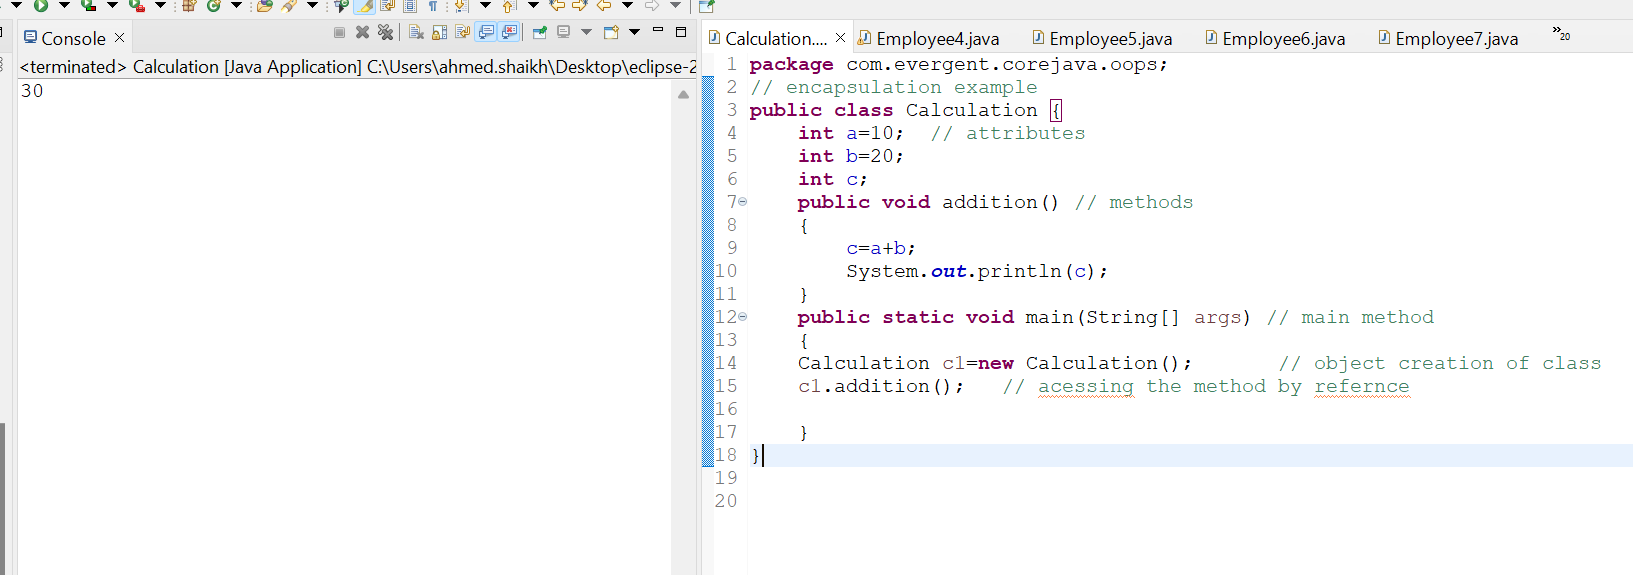 Console
<terminated> Calculation [Java Application] C:\Users\ahmed.shaikh\Desktop\eclipse-2
30
Calculation.... Employee4.java Employee5.java Employee6.java Employee7.java »20
1 package com.evergent.corejava.oops;
2 // encapsulation example
3 public class Calculation {
4 int a=10; // attributes
5 int b=20;
6 int c;
7 public void addition() // methods
8 {
9 c=a+b;
10 System.out.println(c);
11 }
12 public static void main(String[] args) // main method
13 {
14 Calculation c1=new Calculation(); // object creation of class
15 c1.addition(); // acessing the method by refernce
16
17 }
18 }
19
20